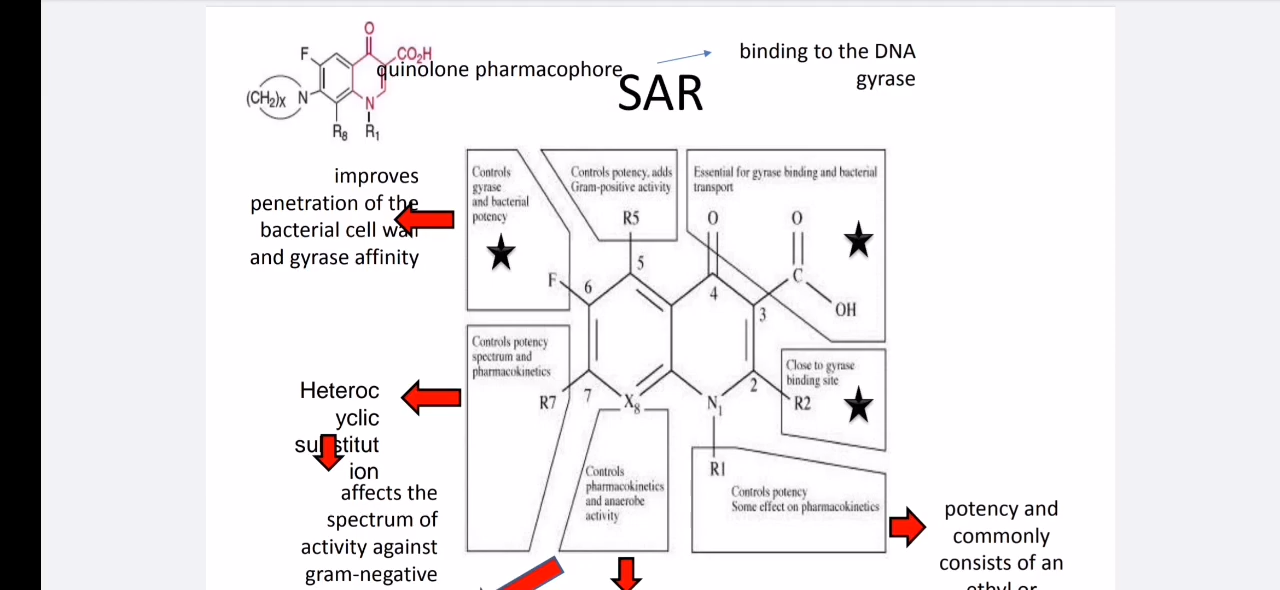 O
F
CO₂H
quinolone pharmacophore
(CH₂)x
N
N
R₈
R₁
binding to the DNA
gyrase
SAR
improves
penetration of the
bacterial cell wall
and gyrase affinity
Controls
gyrase
and bacterial
potency
Controls potency, adds
Gram-positive activity
Essential for gyrase binding and bacterial
transport
R5
O
O
5
C
F
6
4
3
OH
Controls potency
spectrum and
pharmacokinetics
Close to gyrase
binding site
R7
7
X₈
N₁
2
R2
R1
Heteroc
yclic
substitut
ion
affects the
spectrum of
activity against
gram-negative
Controls
pharmacokinetics
and anaerobe
activity
Controls potency
Some effect on pharmacokinetics
potency and
commonly
consists of an
ethyl or